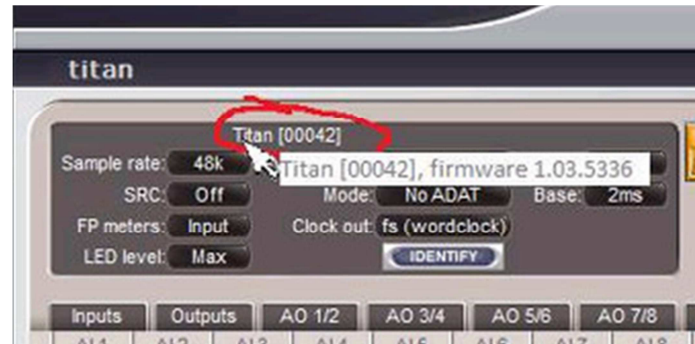 titan
Titan [00042]
Titan [00042], firmware 1.03.5336
Sample rate: 48k
SRC: Off Mode: No ADAT Base: 2ms
FP meters: Input Clock out: fs (wordclock)
LED level: Max IDENTIFY
Inputs Outputs AO 1/2 AO 3/4 AO 5/6 AO 7/8